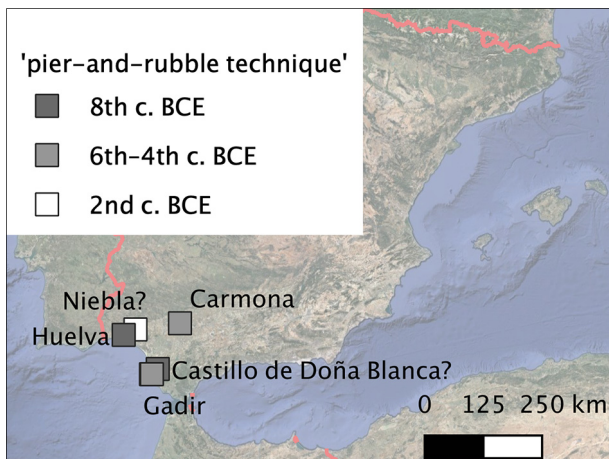 'pier-and-rubble technique'
8th c. BCE
6th–4th c. BCE
2nd c. BCE
Niebla?
Carmona
Huelva
Castillo de Doña Blanca?
Gadir
0 125 250 km